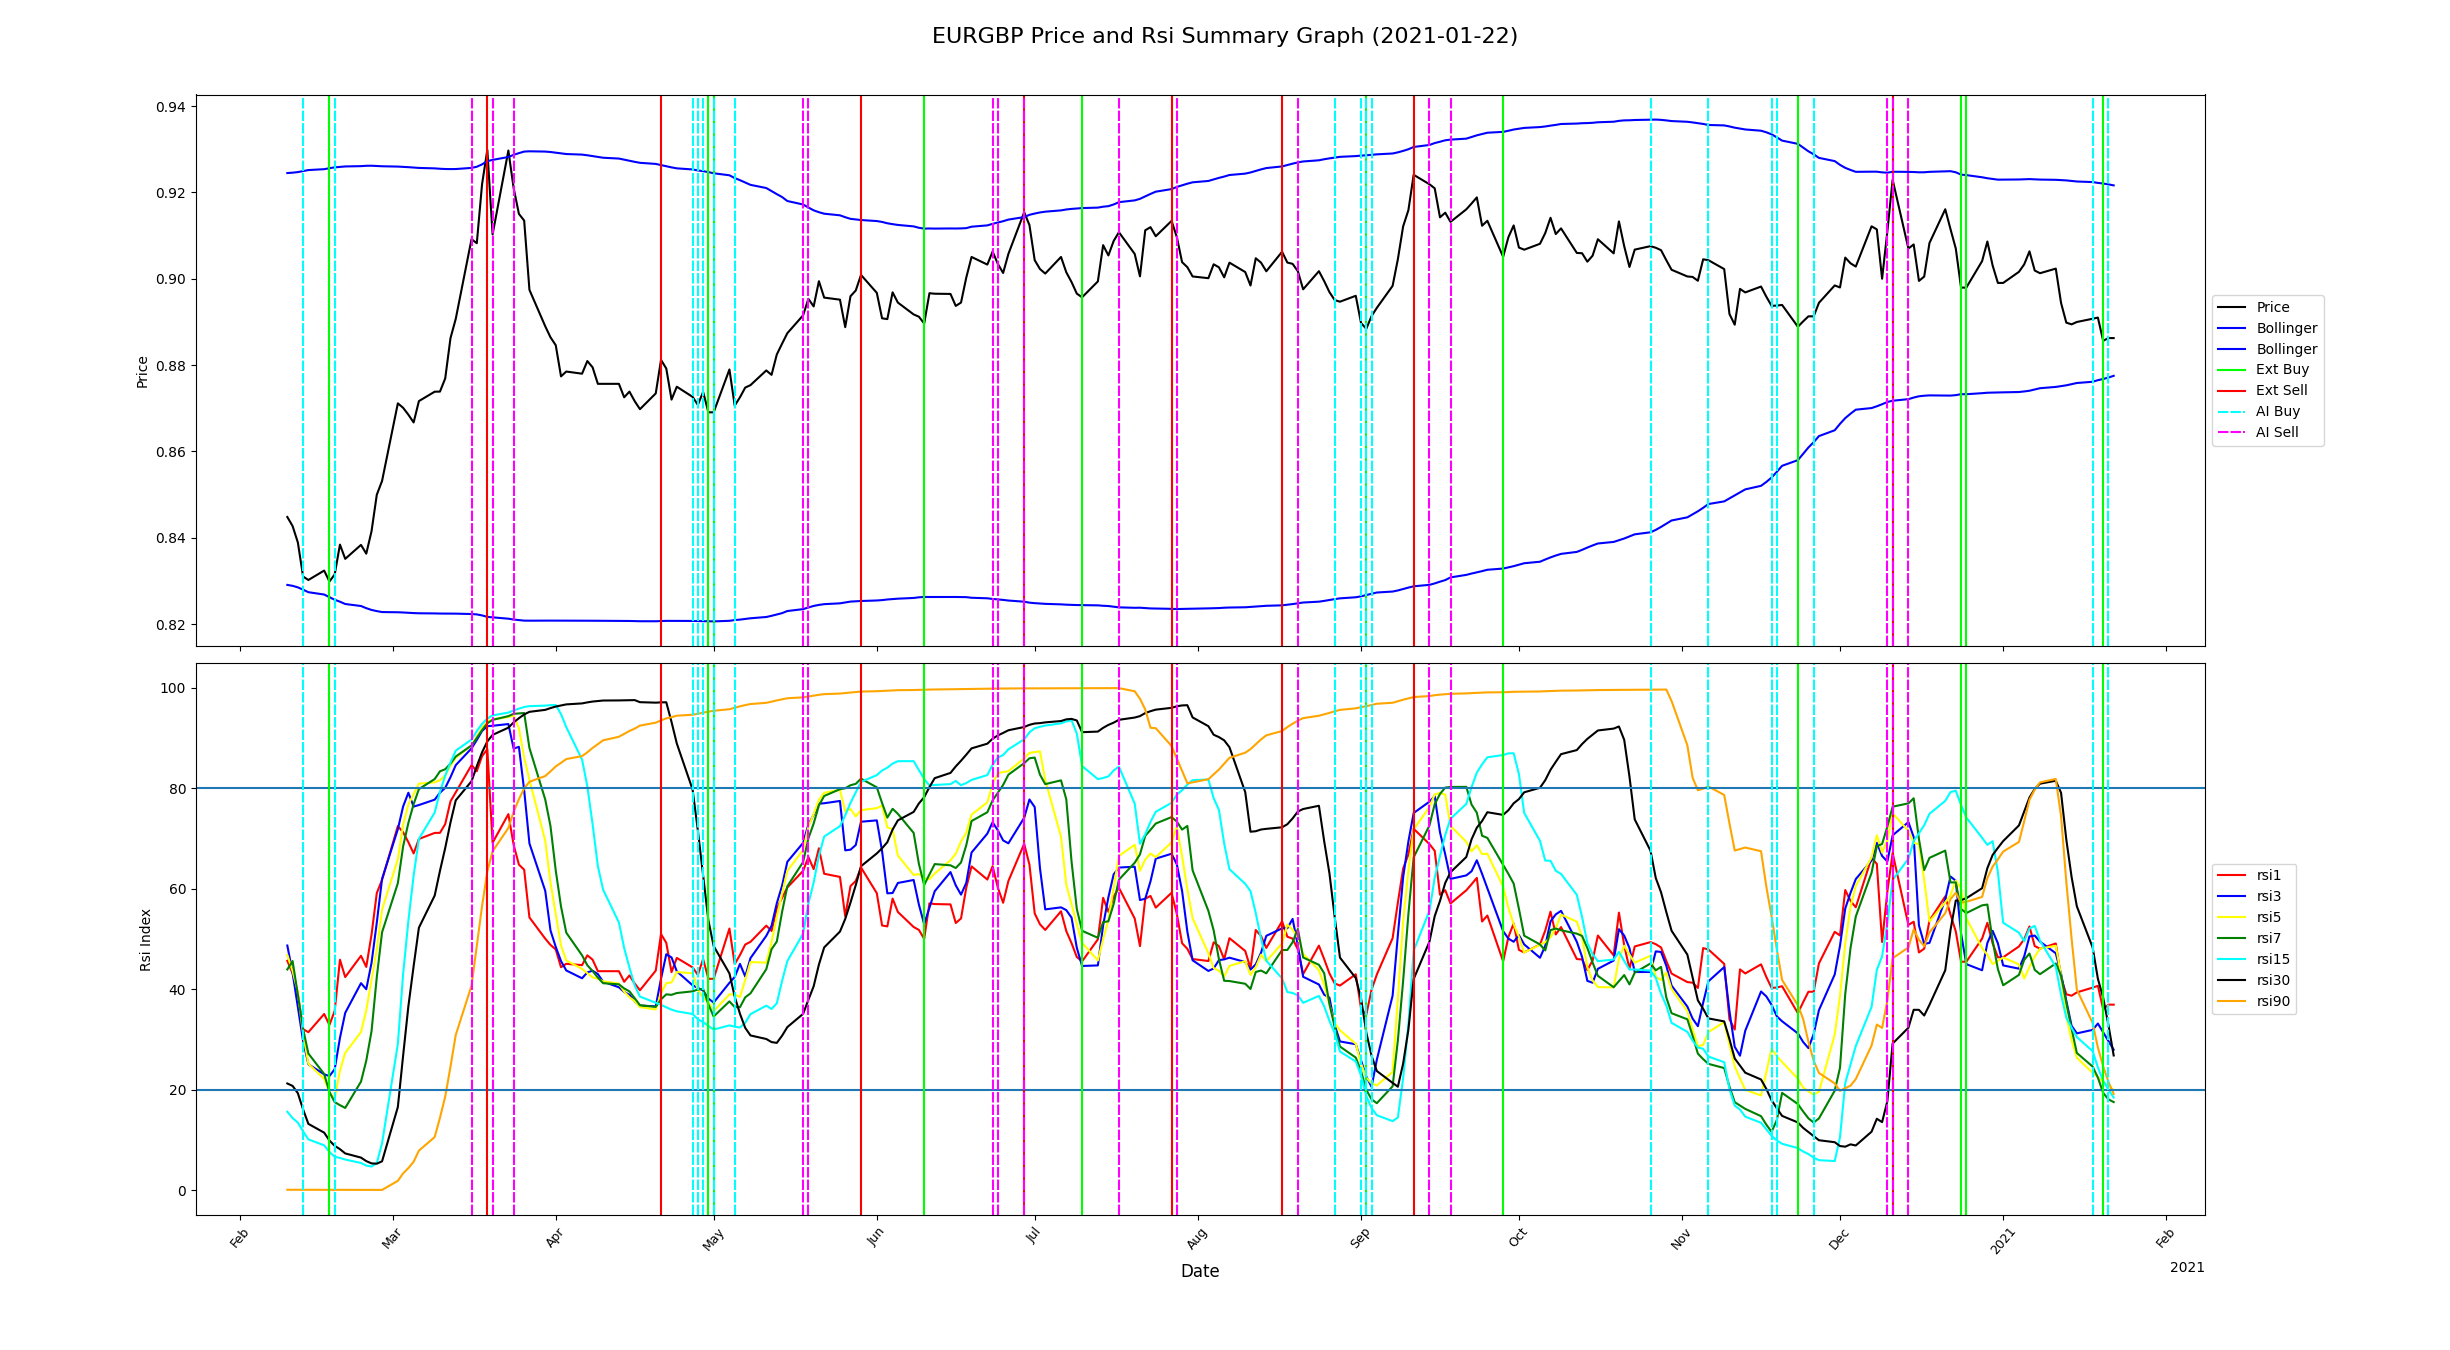 EURGBP Price and Rsi Summary Graph (2021-01-22)
0.94
0.92
0.90
0.88
0.86
0.84
0.82
Price
Price
Bollinger
Bollinger
Ext Buy
Ext Sell
AI Buy
AI Sell
100
80
60
40
20
0
Rsi Index
rsi1
rsi3
rsi5
rsi7
rsi15
rsi30
rsi90
Feb
Mar
Apr
May
Jun
Jul
Aug
Sep
Oct
Nov
Dec
2021
Feb
Date
2021